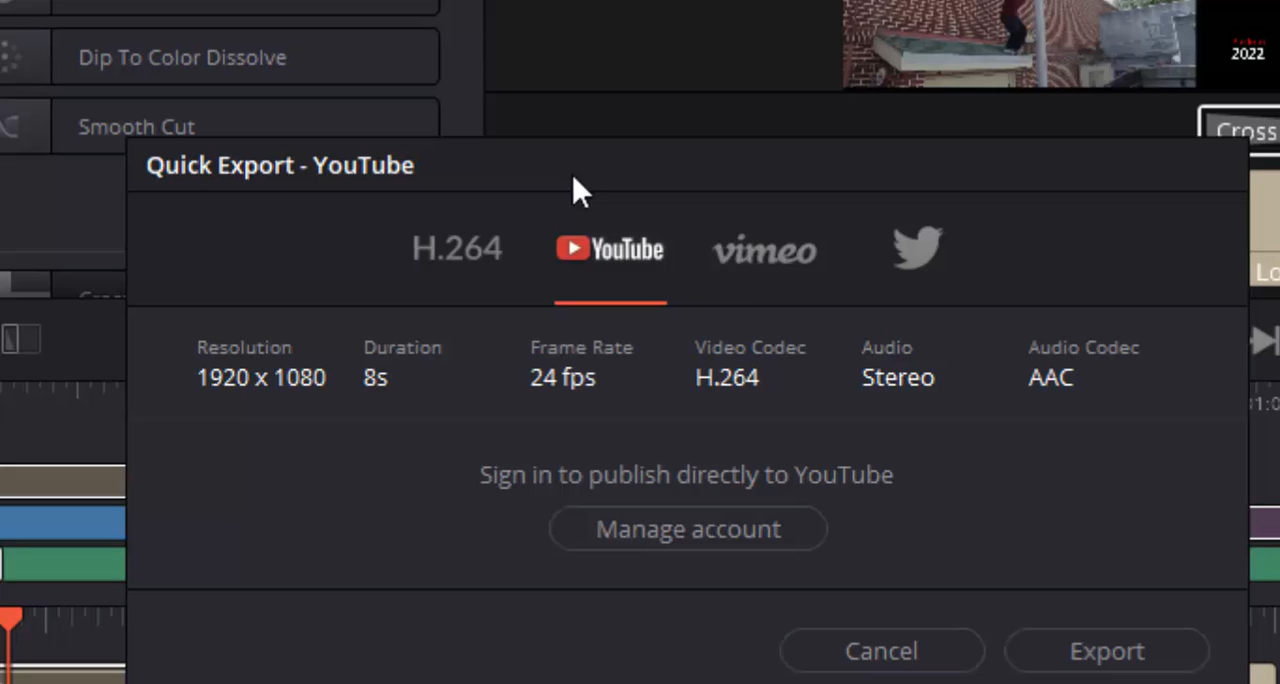 Dip To Color Dissolve
2022
Smooth Cut
Cross
Quick Export - YouTube
H.264 YouTube vimeo
Lo
Resolution Duration Frame Rate Video Codec Audio Audio Codec
1920 x 1080 8s 24 fps H.264 Stereo AAC
Sign in to publish directly to YouTube
Manage account
Cancel Export